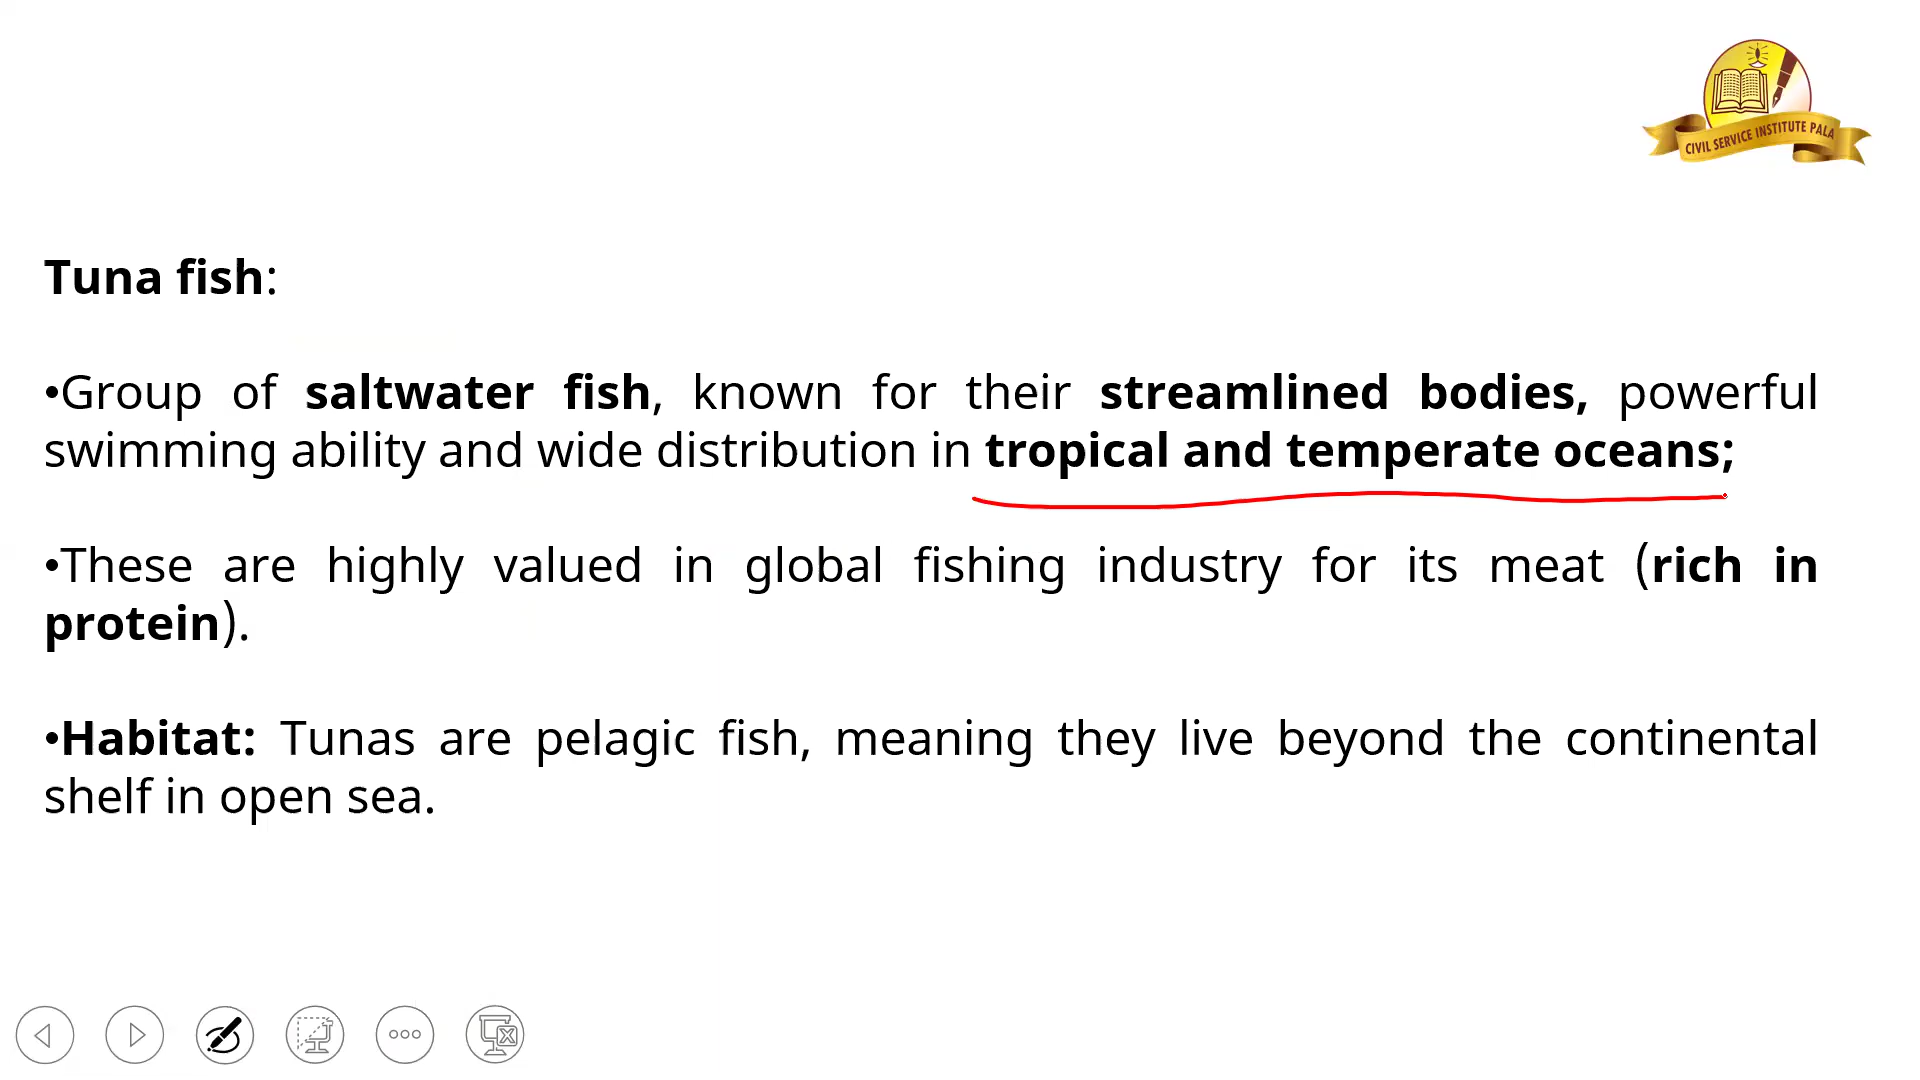 CIVIL SERVICE INSTITUTE PALA
Tuna fish:
•Group of saltwater fish, known for their streamlined bodies, powerful
swimming ability and wide distribution in tropical and temperate oceans;
•These are highly valued in global fishing industry for its meat (rich in
protein).
•Habitat: Tunas are pelagic fish, meaning they live beyond the continental
shelf in open sea.